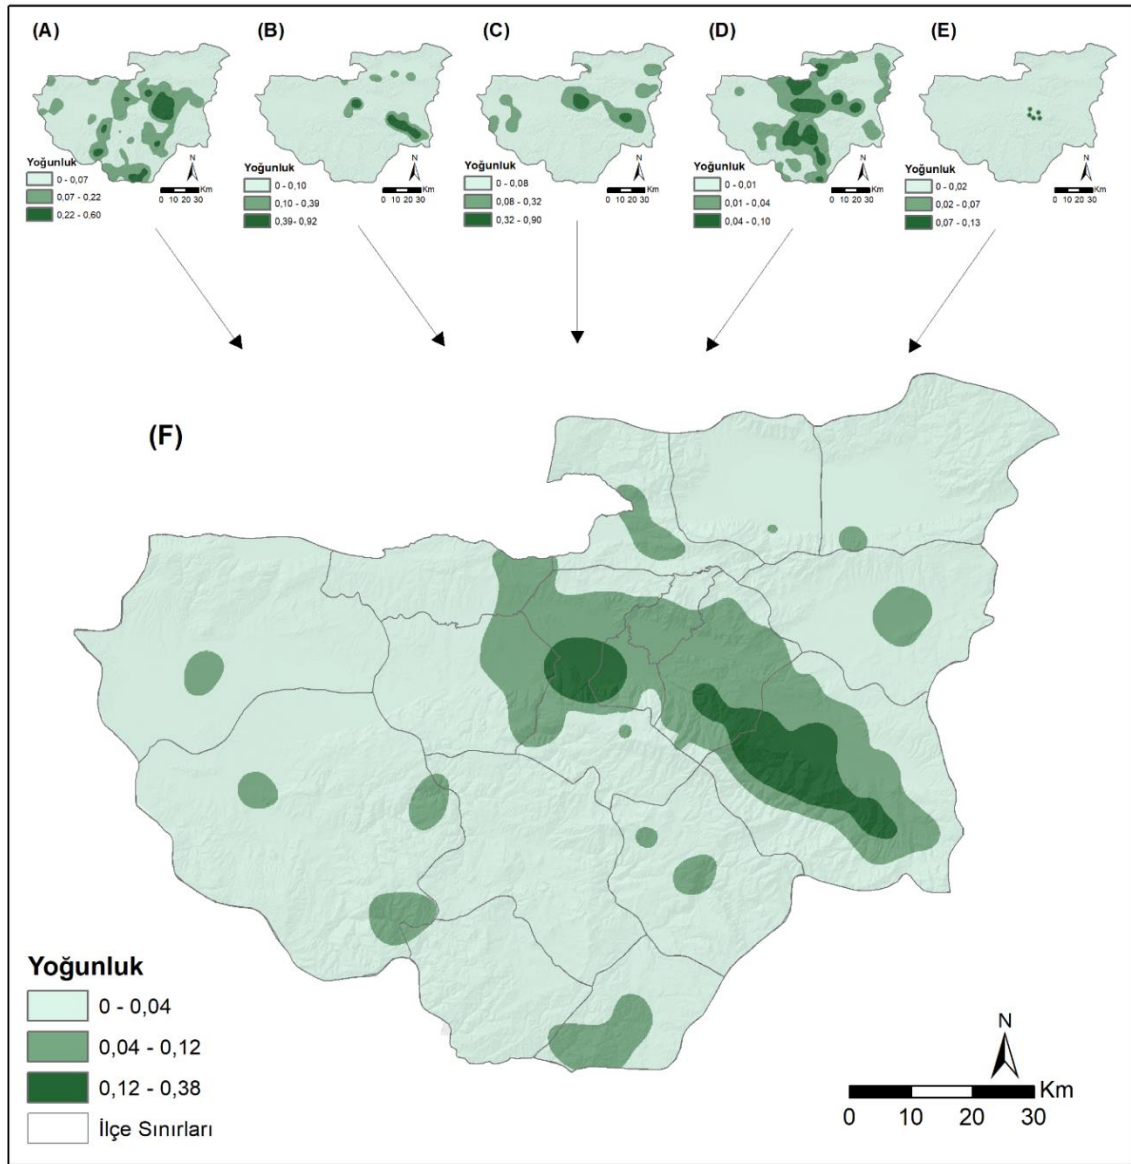 (A)
(B)
(C)
(D)
(E)
Yoğunluk
0 - 0,07
0,07 - 0,22
0,22 - 0,60
N
Km
0 10 20 30
Yoğunluk
0 - 0,10
0,10 - 0,39
0,39- 0,92
N
Km
0 10 20 30
Yoğunluk
0 - 0,08
0,08 - 0,32
0,32 - 0,90
N
Km
0 10 20 30
Yoğunluk
0 - 0,01
0,01 - 0,04
0,04 - 0,10
N
Km
0 10 20 30
Yoğunluk
0 - 0,02
0,02 - 0,07
0,07 - 0,13
N
Km
0 10 20 30
(F)
Yoğunluk
0 - 0,04
0,04 - 0,12
0,12 - 0,38
İlçe Sınırları
N
Km
0 10 20 30